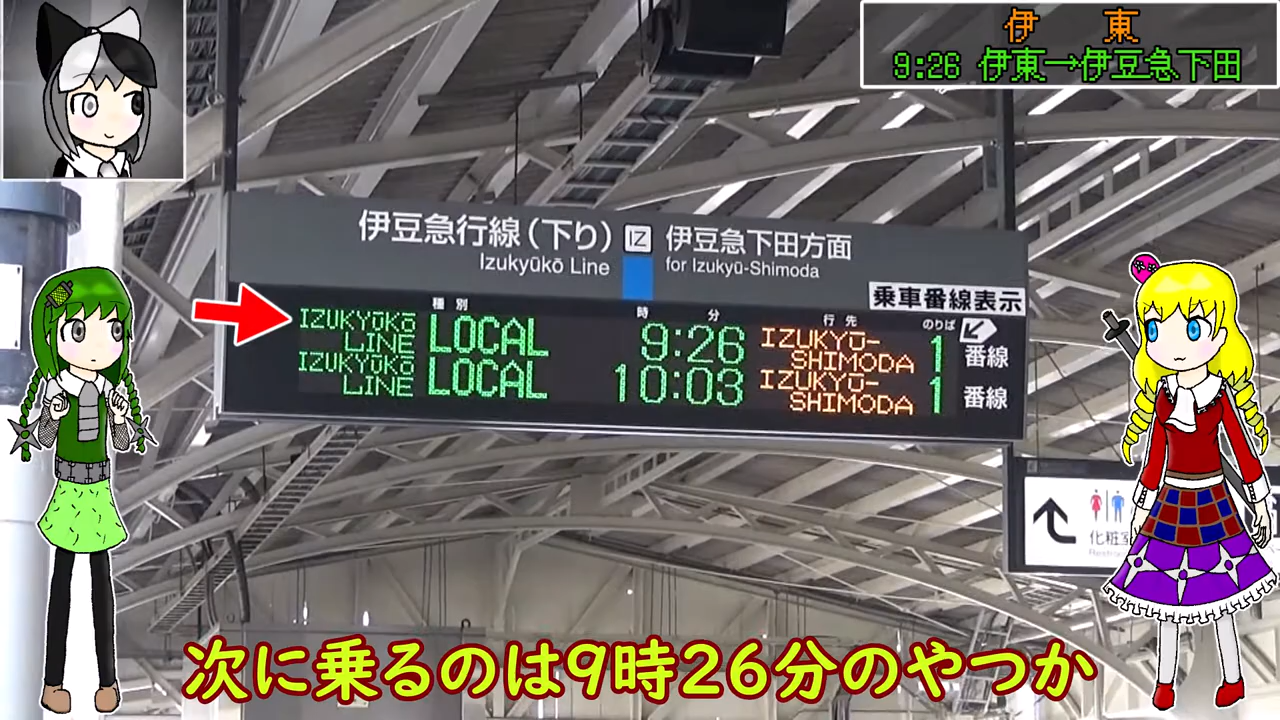 伊 東
9:26 伊東→伊豆急下田
伊豆急行線(下り) IZ 伊豆急下田方面
Izukyūkō Line for Izukyū-Shimoda
乗車番線表示
種別 時 分 行先 のりば
IZUKYŪKŌ LINE LOCAL 9:26 IZUKYŪ-SHIMODA 1 番線
IZUKYŪKŌ LINE LOCAL 10:03 IZUKYŪ-SHIMODA 1 番線
化粧室
次に乗るのは9時26分のやつか